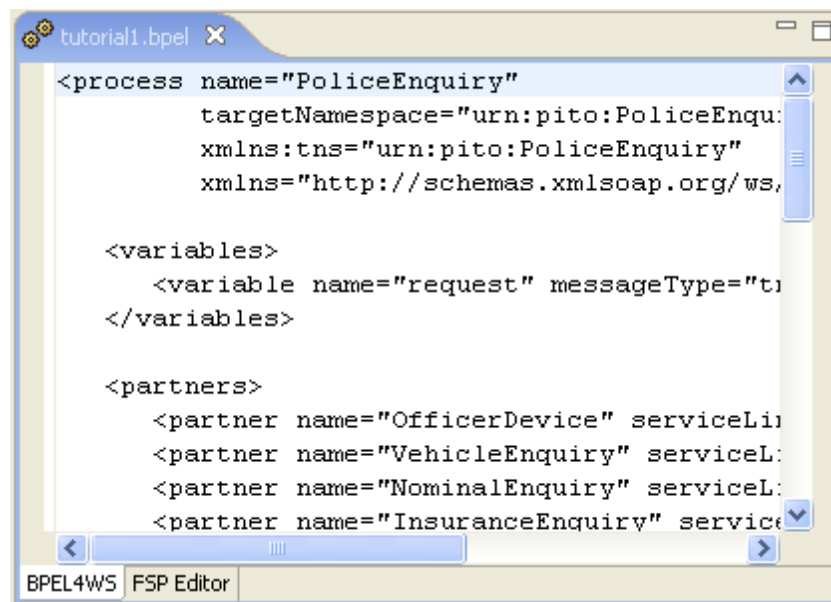 tutorial1.bpel
<process name="PoliceEnquiry"
targetNamespace="urn:pito:PoliceEnqu
xmlns:tns="urn:pito:PoliceEnquiry"
xmlns="http://schemas.xmlsoap.org/ws/
<variables>
<variable name="request" messageType="t
</variables>
<partners>
<partner name="OfficerDevice" serviceLi
<partner name="VehicleEnquiry" serviceL
<partner name="NominalEnquiry" serviceL
<partner name="InsuranceEnquiry" service
BPEL4WS FSP Editor